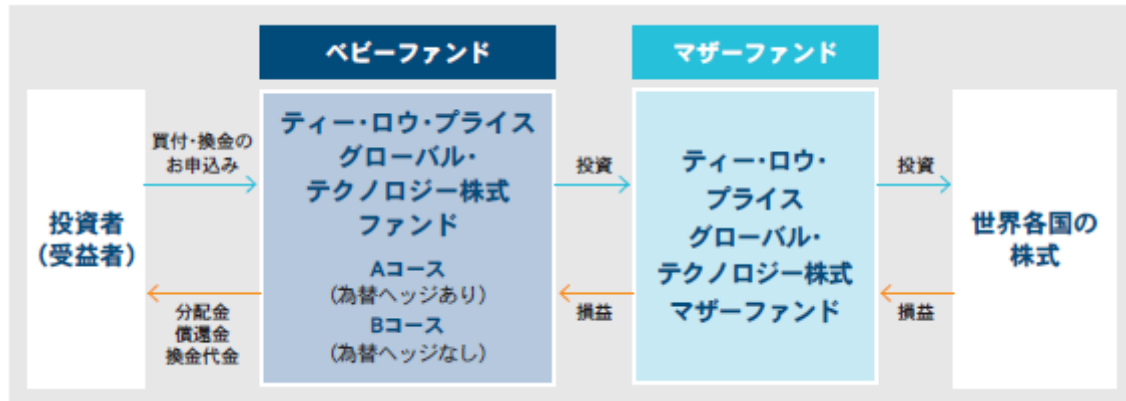 ベビーファンド
マザーファンド
投資者
(受益者)
買付・換金の
お申込み
分配金
償還金
換金代金
ティー・ロウ・プライス
グローバル・
テクノロジー株式
ファンド
Aコース
(為替ヘッジあり)
Bコース
(為替ヘッジなし)
投資
損益
ティー・ロウ・
プライス
グローバル・
テクノロジー株式
マザーファンド
投資
損益
世界各国の
株式